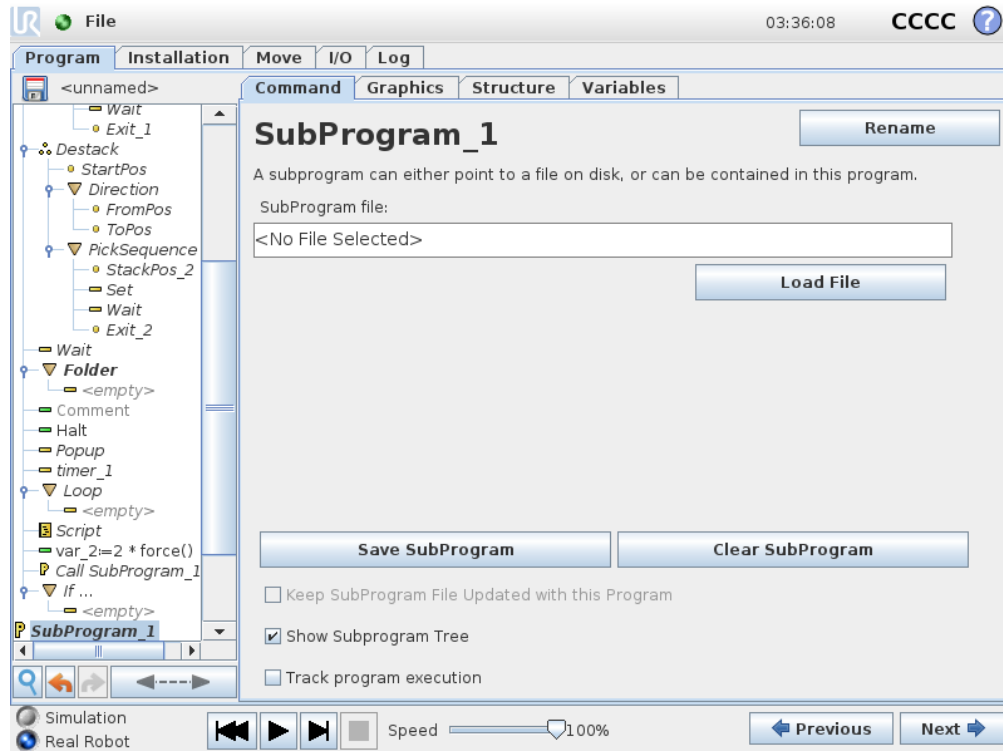 UR File 03:36:08 CCCC ?
Program Installation Move I/O Log
<unnamed>
Command Graphics Structure Variables
Wait
Exit_1
Destack
StartPos
Direction
FromPos
ToPos
PickSequence
StackPos_2
Set
Wait
Exit_2
Wait
Folder
<empty>
Comment
Halt
Popup
timer_1
Loop
<empty>
Script
var_2:=2 * force()
Call SubProgram_1
If ...
<empty>
SubProgram_1
SubProgram_1
Rename
A subprogram can either point to a file on disk, or can be contained in this program.
SubProgram file:
<No File Selected>
Load File
Save SubProgram Clear SubProgram
Keep SubProgram File Updated with this Program
Show Subprogram Tree
Track program execution
Simulation
Real Robot
Speed 100%
Previous Next